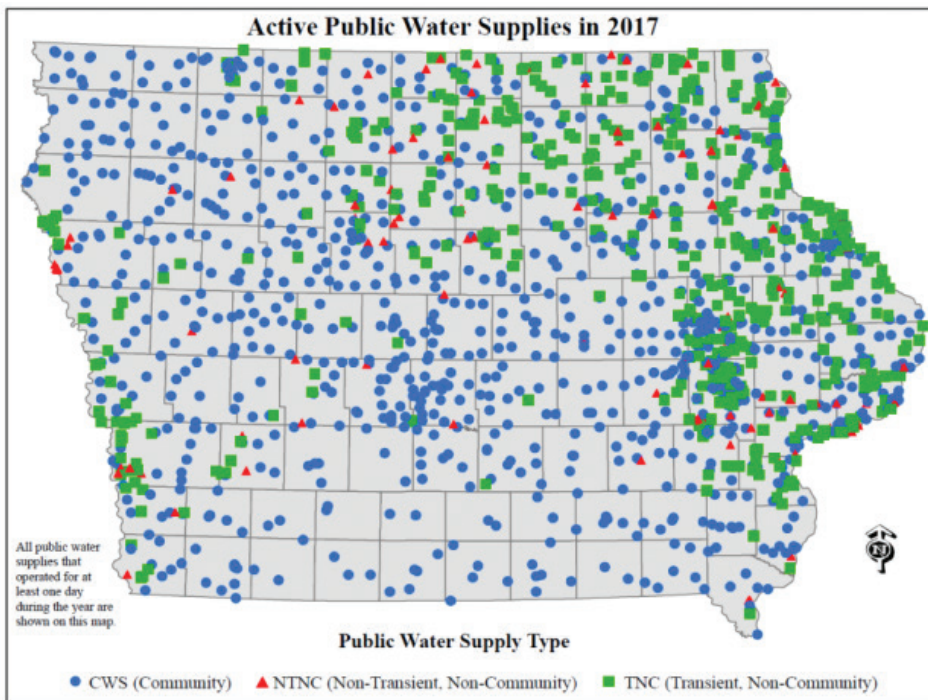 Active Public Water Supplies in 2017
All public water
supplies that
operated for at
least one day
during the year are
shown on this map.
N
Public Water Supply Type
CWS (Community)
NTNC (Non-Transient, Non-Community)
TNC (Transient, Non-Community)